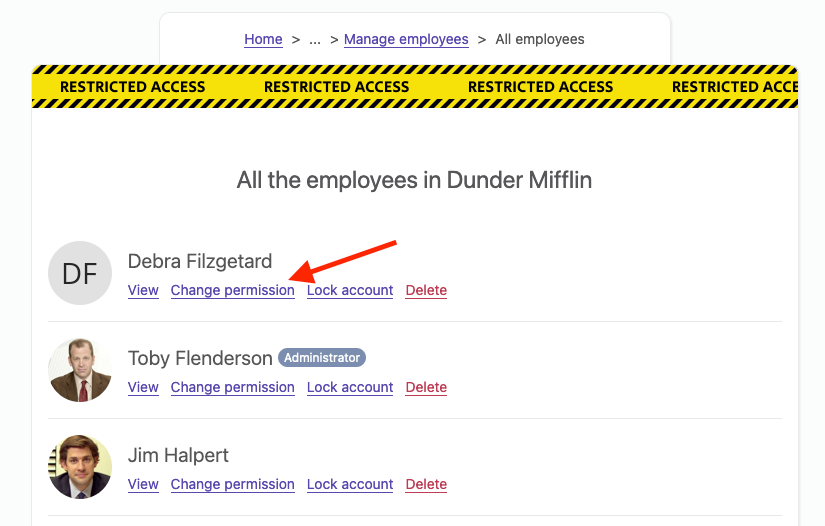 Home > ... > Manage employees > All employees
RESTRICTED ACCESS RESTRICTED ACCESS RESTRICTED ACCESS RESTRICTED ACCE
All the employees in Dunder Mifflin
DF
Debra Filzgetard
View Change permission Lock account Delete
Toby Flenderson Administrator
View Change permission Lock account Delete
Jim Halpert
View Change permission Lock account Delete